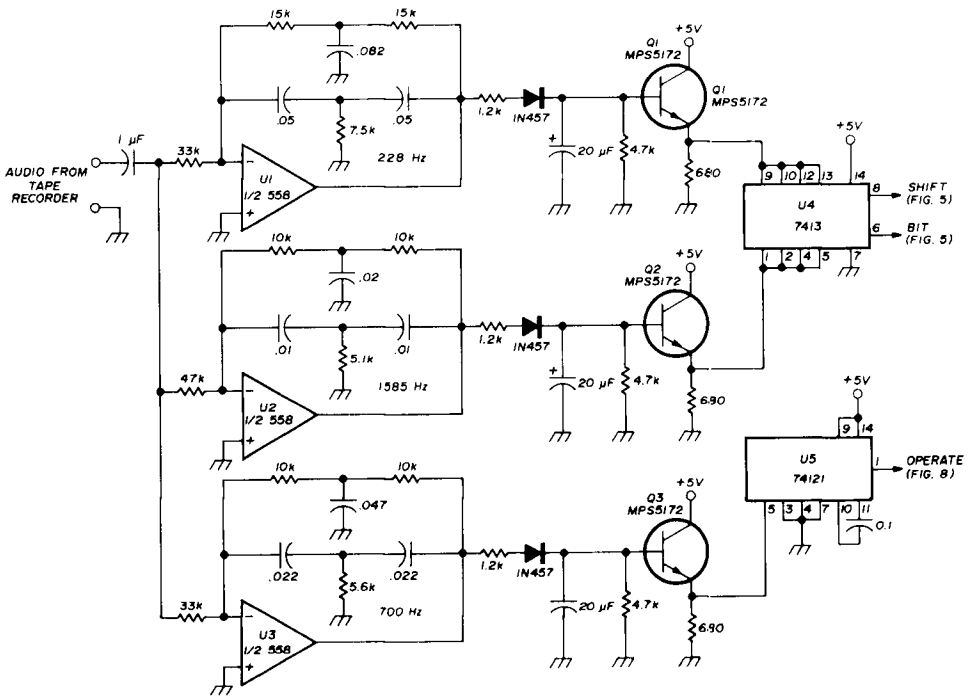 15k
15k
.082
.05
.05
7.5k
228 Hz
1 µF
33k
AUDIO FROM
TAPE
RECORDER
−
+
U1
1/2 558
1.2k
1N457
+
20 µF
4.7k
Q1
MPS5172
+5V
Q1
MPS5172
680
+5V
9
10
12
13
14
U4
7413
8
SHIFT
(FIG. 5)
6
BIT
(FIG. 5)
1
2
4
5
7
10k
10k
.02
.01
.01
5.1k
1585 Hz
47k
−
+
U2
1/2 558
1.2k
1N457
+
20 µF
4.7k
Q2
MPS5172
+5V
680
10k
10k
.047
.022
.022
5.6k
700 Hz
33k
−
+
U3
1/2 558
1.2k
1N457
20 µF
4.7k
Q3
MPS5172
+5V
680
+5V
9
14
U5
74121
1
OPERATE
(FIG. 8)
5
3
4
7
10
11
0.1